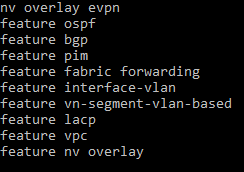 nv overlay evpn
feature ospf
feature bgp
feature pim
feature fabric forwarding
feature interface-vlan
feature vn-segment-vlan-based
feature lacp
feature vpc
feature nv overlay